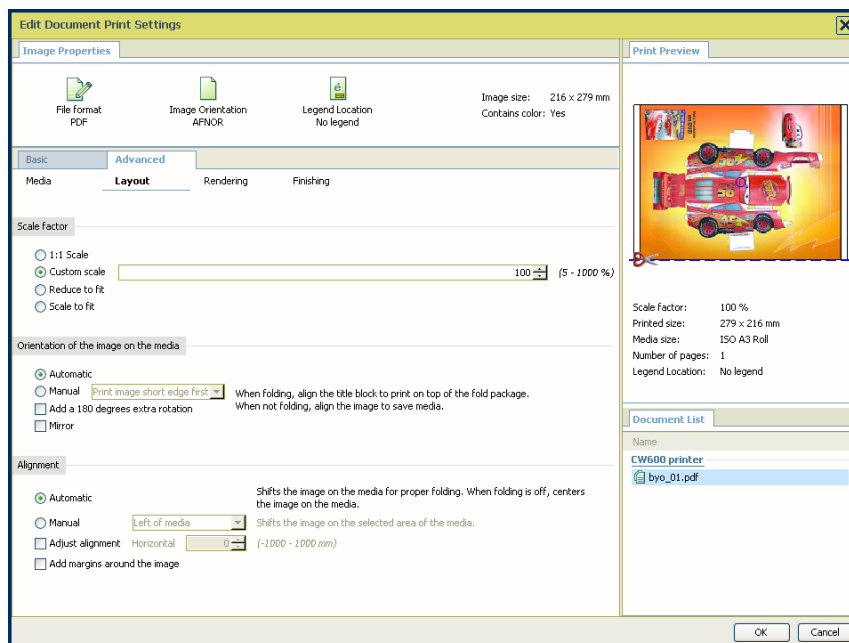 Edit Document Print Settings
Image Properties
File format
PDF
Image Orientation
AFNOR
é
Legend Location
No legend
Image size: 216 x 279 mm
Contains color: Yes
Basic
Advanced
Media
Layout
Rendering
Finishing
Scale factor
1:1 Scale
Custom scale
100
(5 - 1000 %)
Reduce to fit
Scale to fit
Orientation of the image on the media
Automatic
Manual
Print image short edge first
When folding, align the title block to print on top of the fold package.
When not folding, align the image to save media.
Add a 180 degrees extra rotation
Mirror
Alignment
Automatic
Shifts the image on the media for proper folding. When folding is off, centers
the image on the media.
Manual
Left of media
Shifts the image on the selected area of the media.
Adjust alignment
Horizontal
0
(-1000 - 1000 mm)
Add margins around the image
Print Preview
95
Scale factor: 100 %
Printed size: 279 x 216 mm
Media size: ISO A3 Roll
Number of pages: 1
Legend Location: No legend
Document List
Name
CW600 printer
byo_01.pdf
OK
Cancel